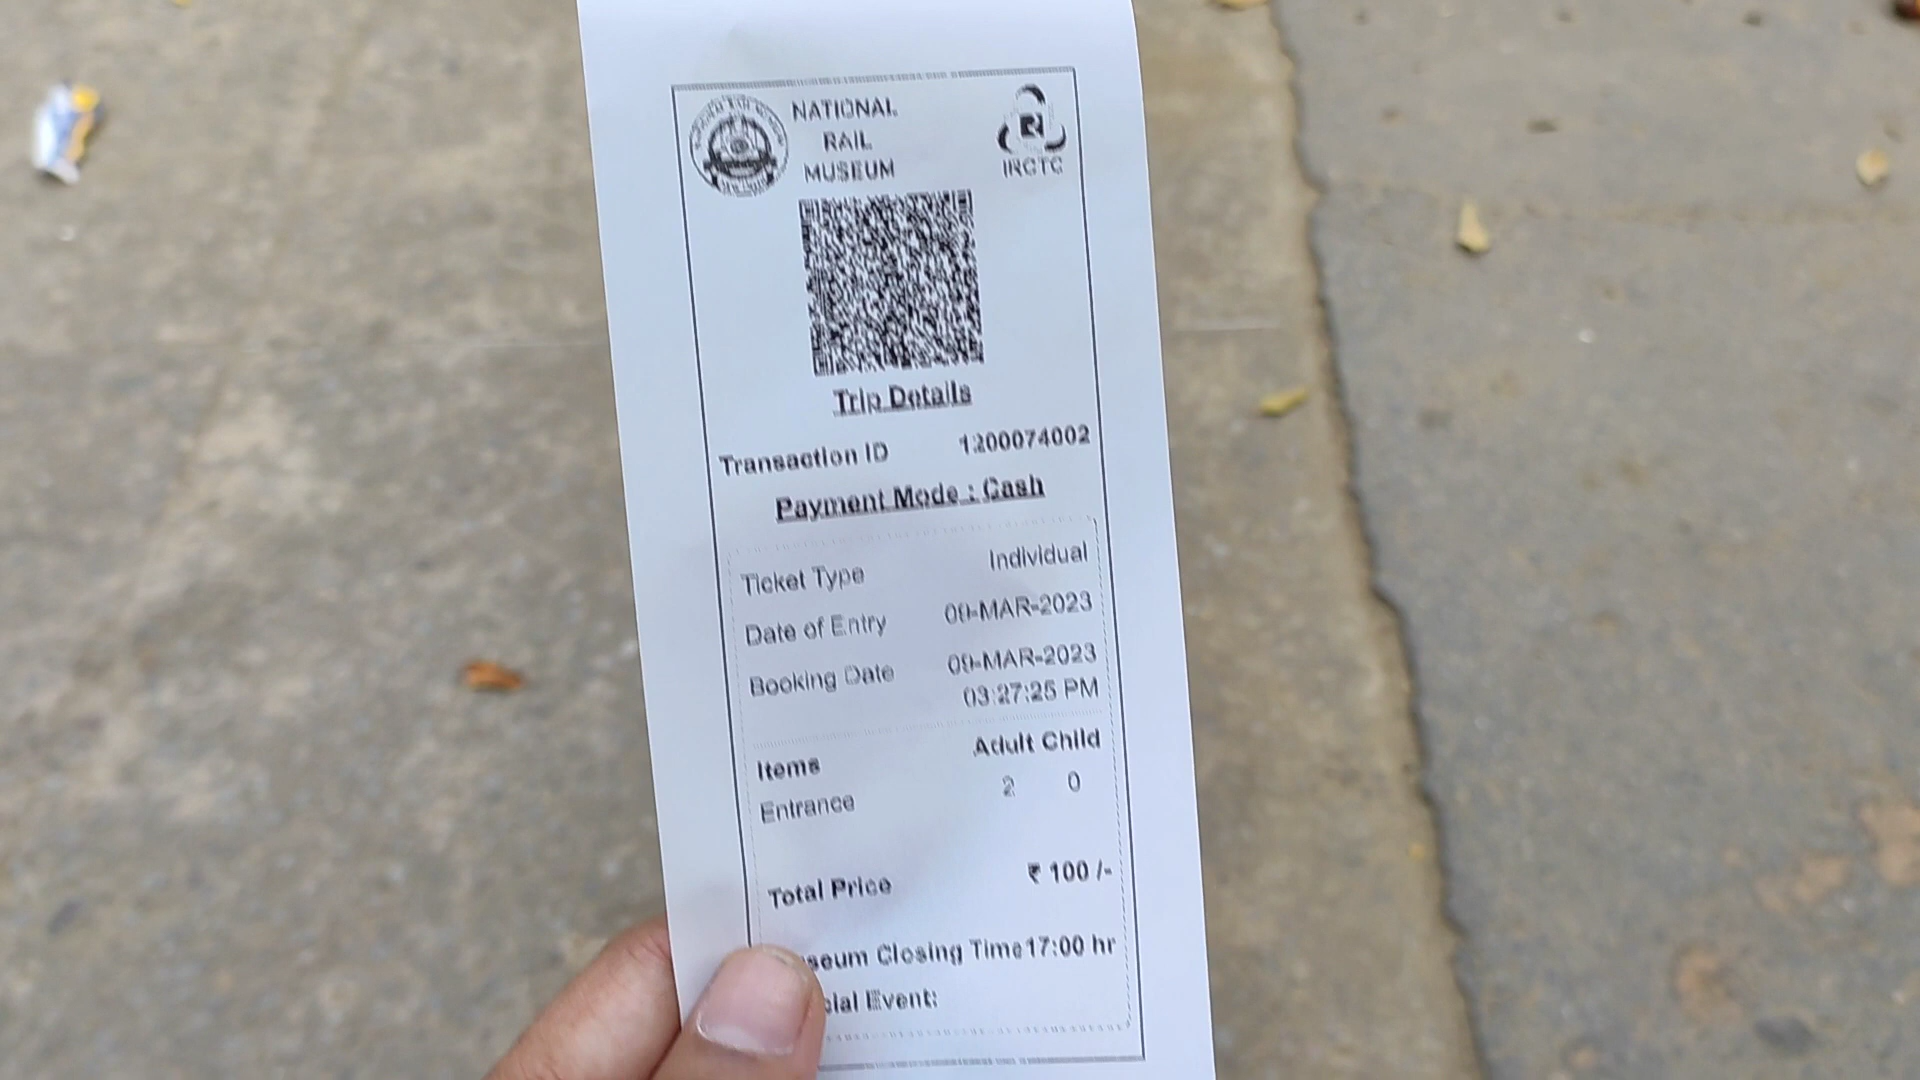 NATIONAL
RAIL
MUSEUM
IRCTC
Trip Details
Transaction ID 1200074002
Payment Mode : Cash
Ticket Type Individual
Date of Entry 09-MAR-2023
Booking Date 09-MAR-2023
03:27:25 PM
Items Adult Child
Entrance 2 0
Total Price ₹ 100 /-
seum Closing Time 17:00 hr
cial Event: